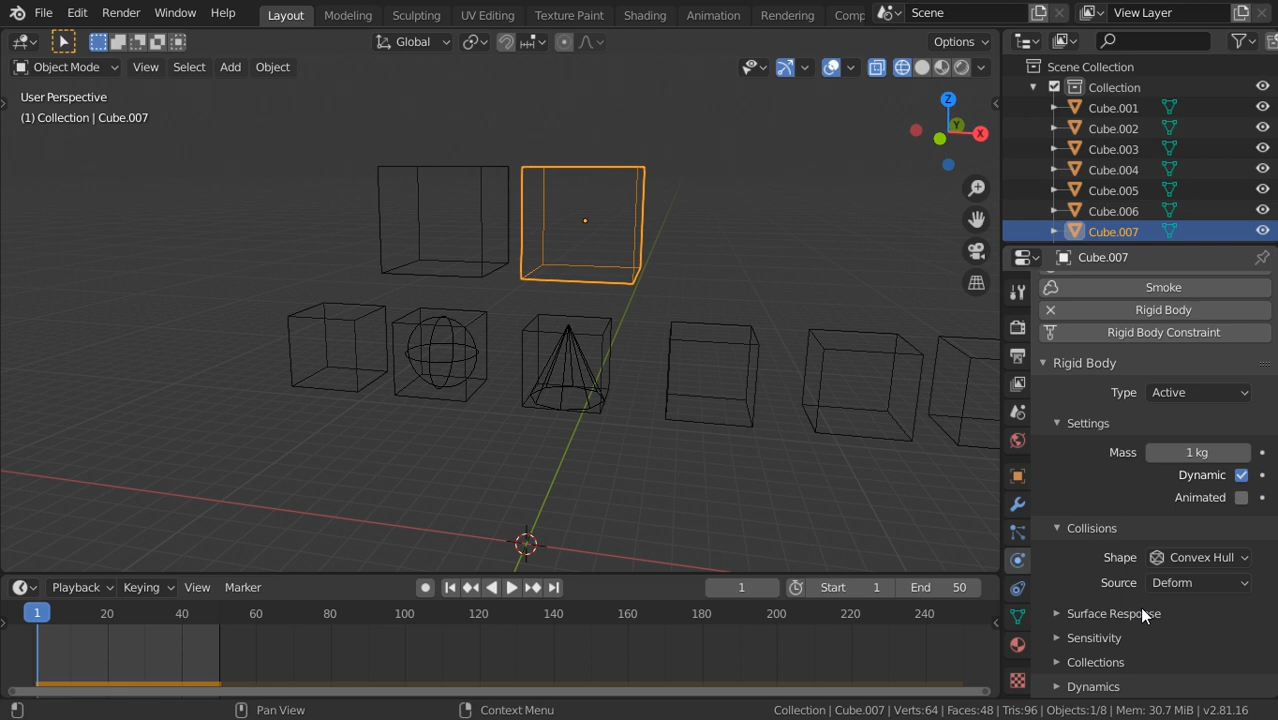 File Edit Render Window Help Layout Modeling Sculpting UV Editing Texture Paint Shading Animation Rendering Comp Scene View Layer
Global Options
Object Mode View Select Add Object
User Perspective
(1) Collection | Cube.007
Z
Y
X
Scene Collection
Collection
Cube.001
Cube.002
Cube.003
Cube.004
Cube.005
Cube.006
Cube.007
Cube.007
Smoke
Rigid Body
Rigid Body Constraint
Rigid Body
Type Active
Settings
Mass 1 kg
Dynamic
Animated
Collisions
Shape Convex Hull
Source Deform
Surface Response
Sensitivity
Collections
Dynamics
Playback Keying View Marker 1 Start 1 End 50
1 20 40 60 80 100 120 140 160 180 200 220 240
Pan View Context Menu Collection | Cube.007 | Verts:64 | Faces:48 | Tris:96 | Objects:1/8 | Mem: 30.7 MiB | v2.81.16